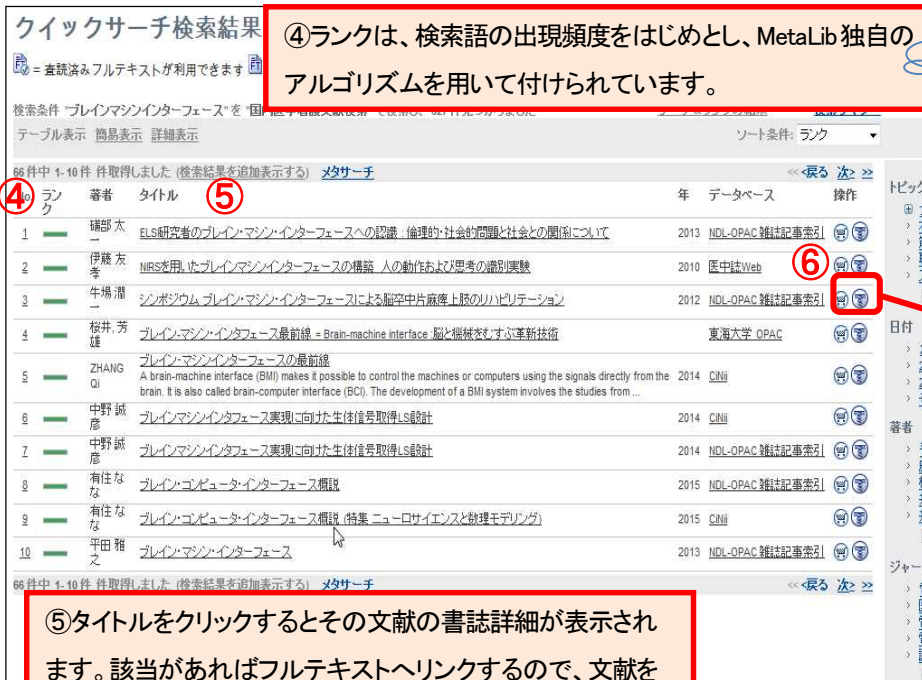 クイックサーチ検索結果
④ランクは、検索語の出現頻度をはじめとし、MetaLib 独自の
アルゴリズムを用いて付けられています。
= 査読済みフルテキストが利用できます
検索条件 "ブレインマシンインターフェース"を
テーブル表示 簡易表示 詳細表示
ソート条件: ランク
66件中 1-10件 件取得しました (検索結果を追加表示する) メタサーチ
<<<戻る 次> >>
④ No. ランク 著者 タイトル ⑤ 年 データベース 操作
1 磯部 太一 ELS研究者のブレイン・マシン・インターフェースへの認識 : 倫理的・社会的問題と社会との関係について 2013 NDL-OPAC 雑誌記事索引
2 伊藤 友孝 NIRSを用いたブレインマシンインターフェースの構築 人の動作および思考の識別実験 2010 医中誌Web ⑥
3 牛場 潤一 シンポジウム ブレイン・マシン・インターフェースによる脳卒中片麻痺上肢のリハビリテーション 2012 NDL-OPAC 雑誌記事索引
4 桜井, 芳雄 ブレイン-マシン・インタフェース最前線 = Brain-machine interface :脳と機械をむすぶ革新技術 東海大学 OPAC
5 ZHANG Qi ブレイン・マシンインターフェースの最前線
A brain-machine interface (BMI) makes it possible to control the machines or computers using the signals directly from the 2014 CiNii
brain. It is also called brain-computer interface (BCI). The development of a BMI system involves the studies from ...
6 中野 誠彦 ブレインマシンインタフェース実現に向けた生体信号取得LSI設計 2014 CiNii
7 中野 誠彦 ブレインマシンインタフェース実現に向けた生体信号取得LSI設計 2014 NDL-OPAC 雑誌記事索引
8 有住 なな ブレイン・コンピュータ・インターフェース概説 2015 NDL-OPAC 雑誌記事索引
9 有住 なな ブレイン・コンピュータ・インターフェース概説 (特集 ニューロサイエンスと数理モデリング) 2015 CiNii
10 平田 雅之 ブレイン・マシン・インターフェース 2013 NDL-OPAC 雑誌記事索引
66件中 1-10件 件取得しました (検索結果を追加表示する) メタサーチ
<<<戻る 次> >>
⑤タイトルをクリックするとその文献の書誌詳細が表示され
ます。該当があればフルテキストへリンクするので、文献を
トピック
日付
著者
ジャー